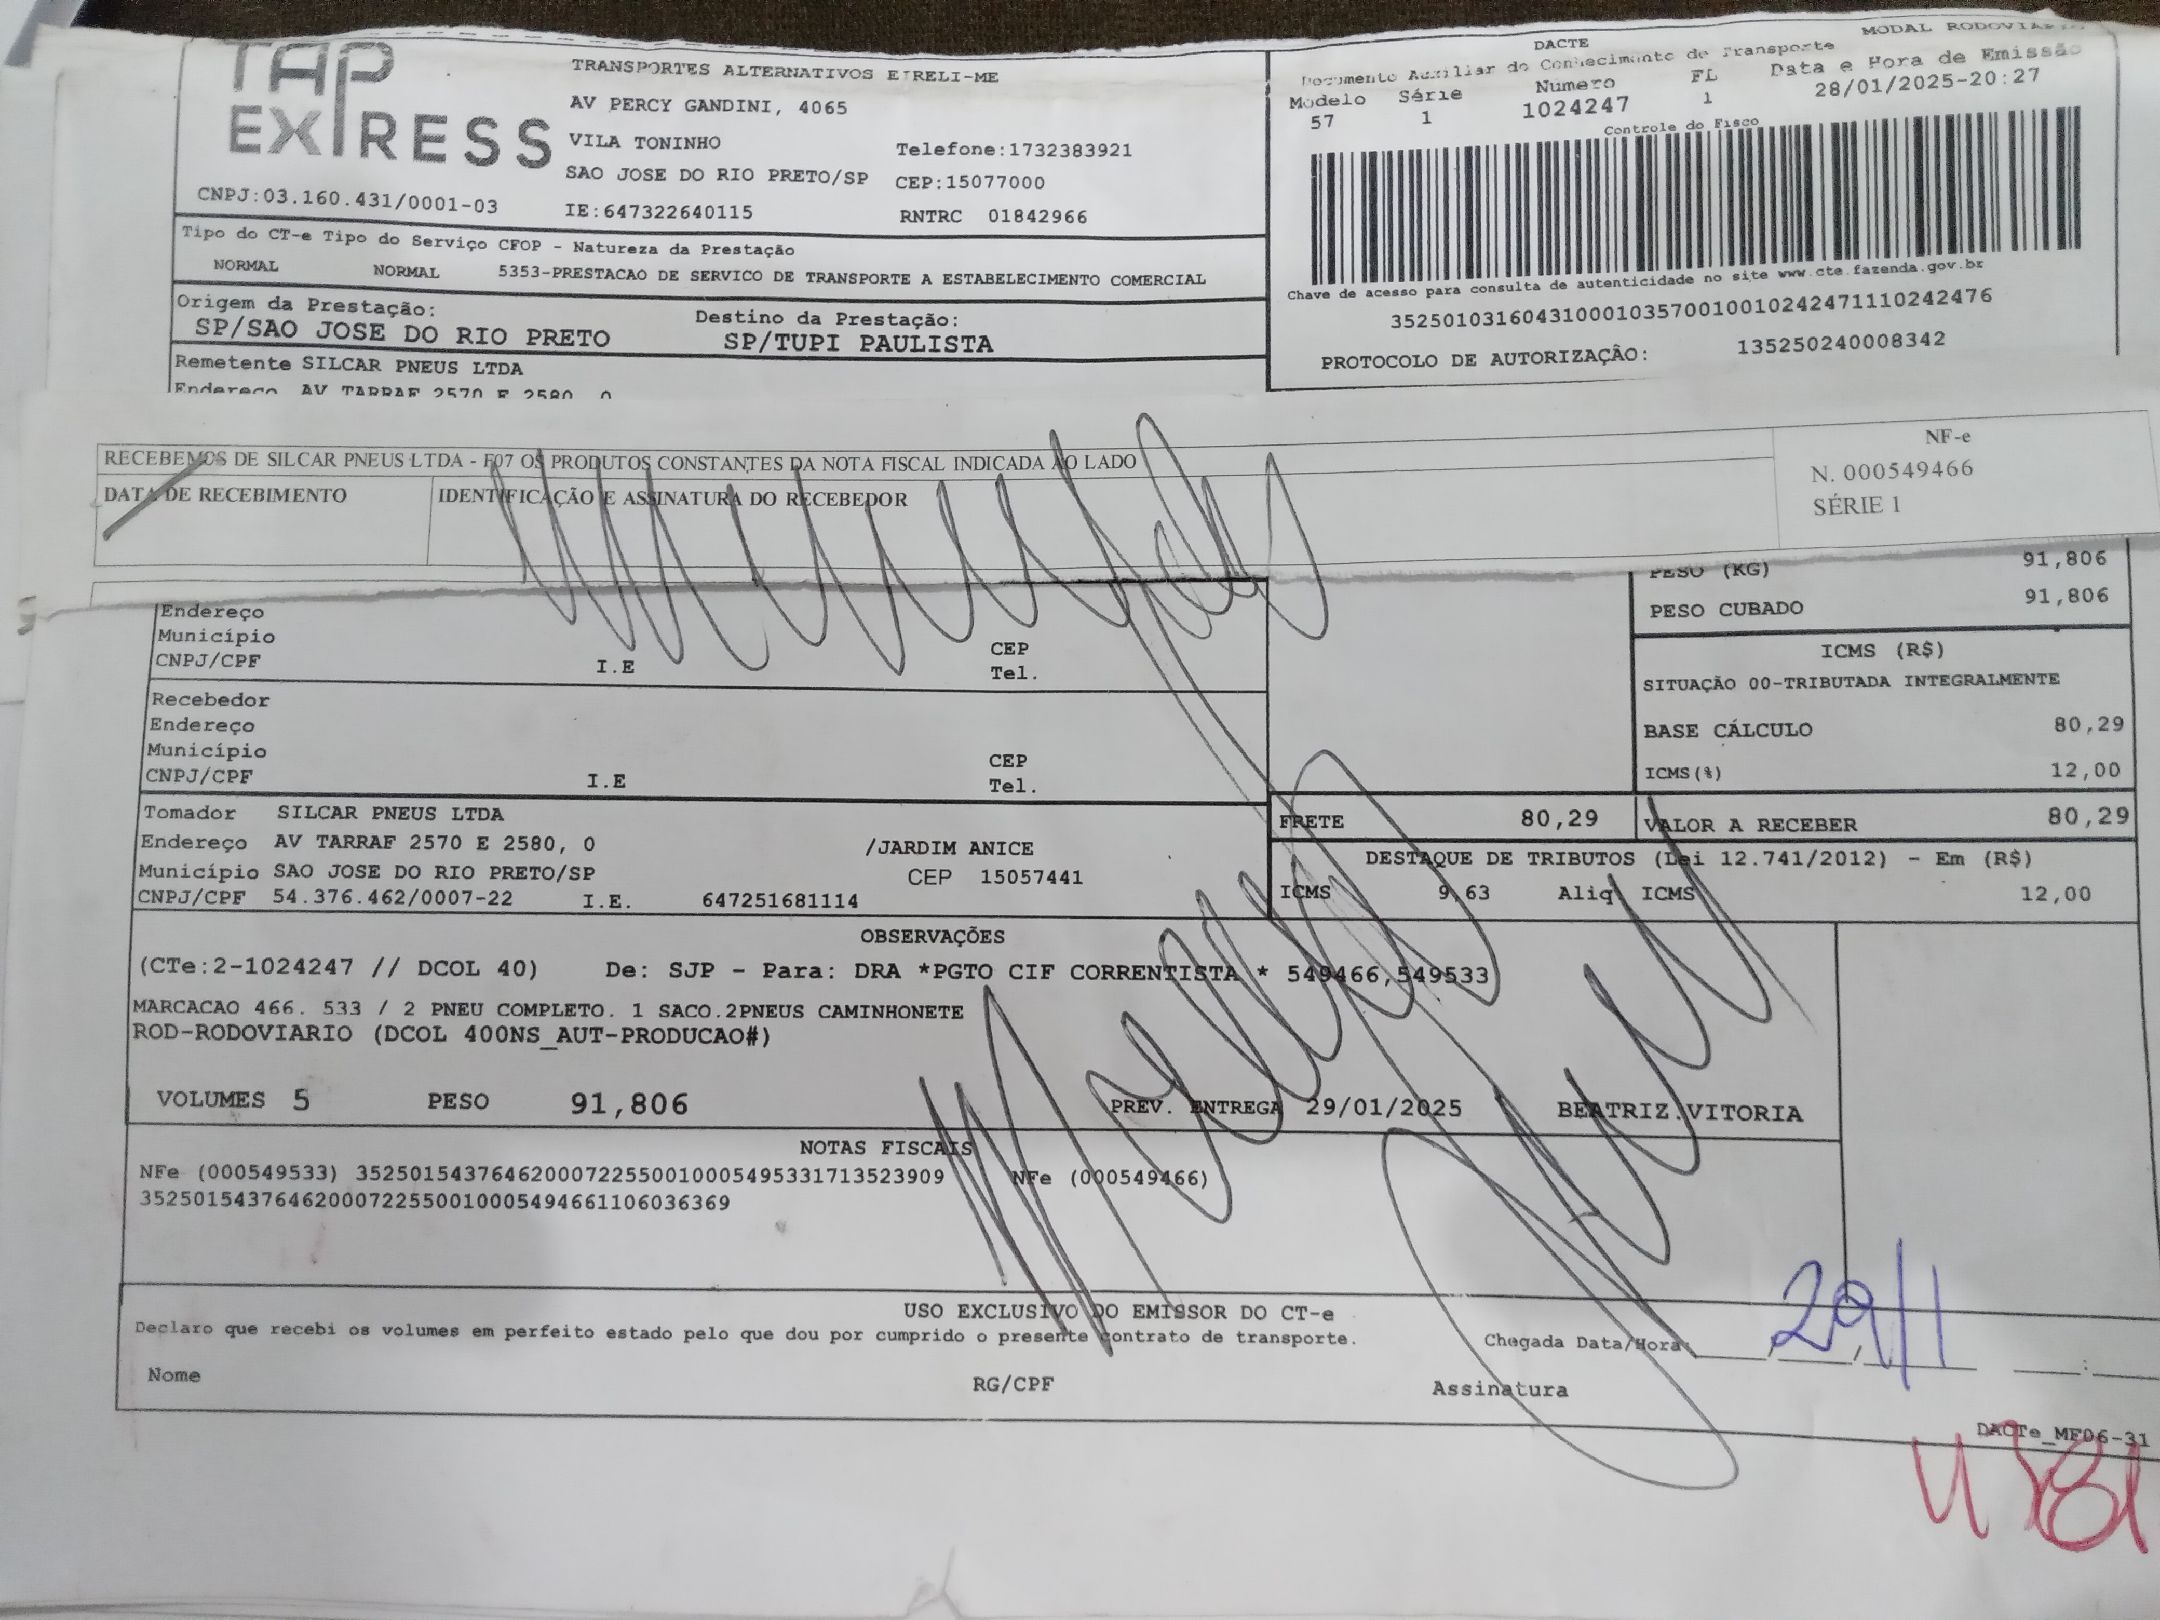 TAP
EXPRESS
CNPJ:03.160.431/0001-03
TRANSPORTES ALTERNATIVOS EIRELI-ME
AV PERCY GANDINI, 4065
VILA TONINHO
Telefone:1732383921
SAO JOSE DO RIO PRETO/SP CEP:15077000
IE:647322640115 RNTRC 01842966
MODAL RODOVIARIO
DACTE
Documento Auxiliar do Conhecimento de Transporte
Modelo Série Número FL Data e Hora de Emissão
57 1 1024247 1 28/01/2025-20:27
Controle do Fisco
Chave de acesso para consulta de autenticidade no site www.cte.fazenda.gov.br
35250103160431000103570010010242471110242476
PROTOCOLO DE AUTORIZAÇÃO: 135250240008342
Tipo do CT-e Tipo do Serviço CFOP - Natureza da Prestação
NORMAL NORMAL 5353-PRESTACAO DE SERVICO DE TRANSPORTE A ESTABELECIMENTO COMERCIAL
Origem da Prestação: Destino da Prestação:
SP/SAO JOSE DO RIO PRETO SP/TUPI PAULISTA
Remetente SILCAR PNEUS LTDA
Endereço AV TARRAF 2570 E 2580, 0
RECEBEMOS DE SILCAR PNEUS LTDA - F07 OS PRODUTOS CONSTANTES DA NOTA FISCAL INDICADA AO LADO
DATA DE RECEBIMENTO IDENTIFICAÇÃO E ASSINATURA DO RECEBEDOR
NF-e
N. 000549466
SÉRIE 1
PESO (KG) 91,806
PESO CUBADO 91,806
Endereço
Município CEP
CNPJ/CPF I.E Tel.
Recebedor
Endereço
Município CEP
CNPJ/CPF I.E Tel.
ICMS (R$)
SITUAÇÃO 00-TRIBUTADA INTEGRALMENTE
BASE CÁLCULO 80,29
ICMS(%) 12,00
Tomador SILCAR PNEUS LTDA
Endereço AV TARRAF 2570 E 2580, 0 /JARDIM ANICE
Município SAO JOSE DO RIO PRETO/SP CEP 15057441
CNPJ/CPF 54.376.462/0007-22 I.E. 647251681114
FRETE 80,29 VALOR A RECEBER 80,29
DESTAQUE DE TRIBUTOS (Lei 12.741/2012) - Em (R$)
ICMS 9,63 Aliq. ICMS 12,00
OBSERVAÇÕES
(CTe:2-1024247 // DCOL 40) De: SJP - Para: DRA *PGTO CIF CORRENTISTA * 549466,549533
MARCACAO 466. 533 / 2 PNEU COMPLETO. 1 SACO.2PNEUS CAMINHONETE
ROD-RODOVIARIO (DCOL 400NS_AUT-PRODUCAO#)
VOLUMES 5 PESO 91,806 PREV. ENTREGA 29/01/2025 BEATRIZ.VITORIA
NOTAS FISCAIS
NFe (000549533) 35250154376462000722550010005495331713523909 NFe (000549466)
35250154376462000722550010005494661106036369
USO EXCLUSIVO DO EMISSOR DO CT-e
Declaro que recebi os volumes em perfeito estado pelo que dou por cumprido o presente contrato de transporte.
Chegada Data/Hora: 29/1
Nome RG/CPF Assinatura
DACTe_MF06-31